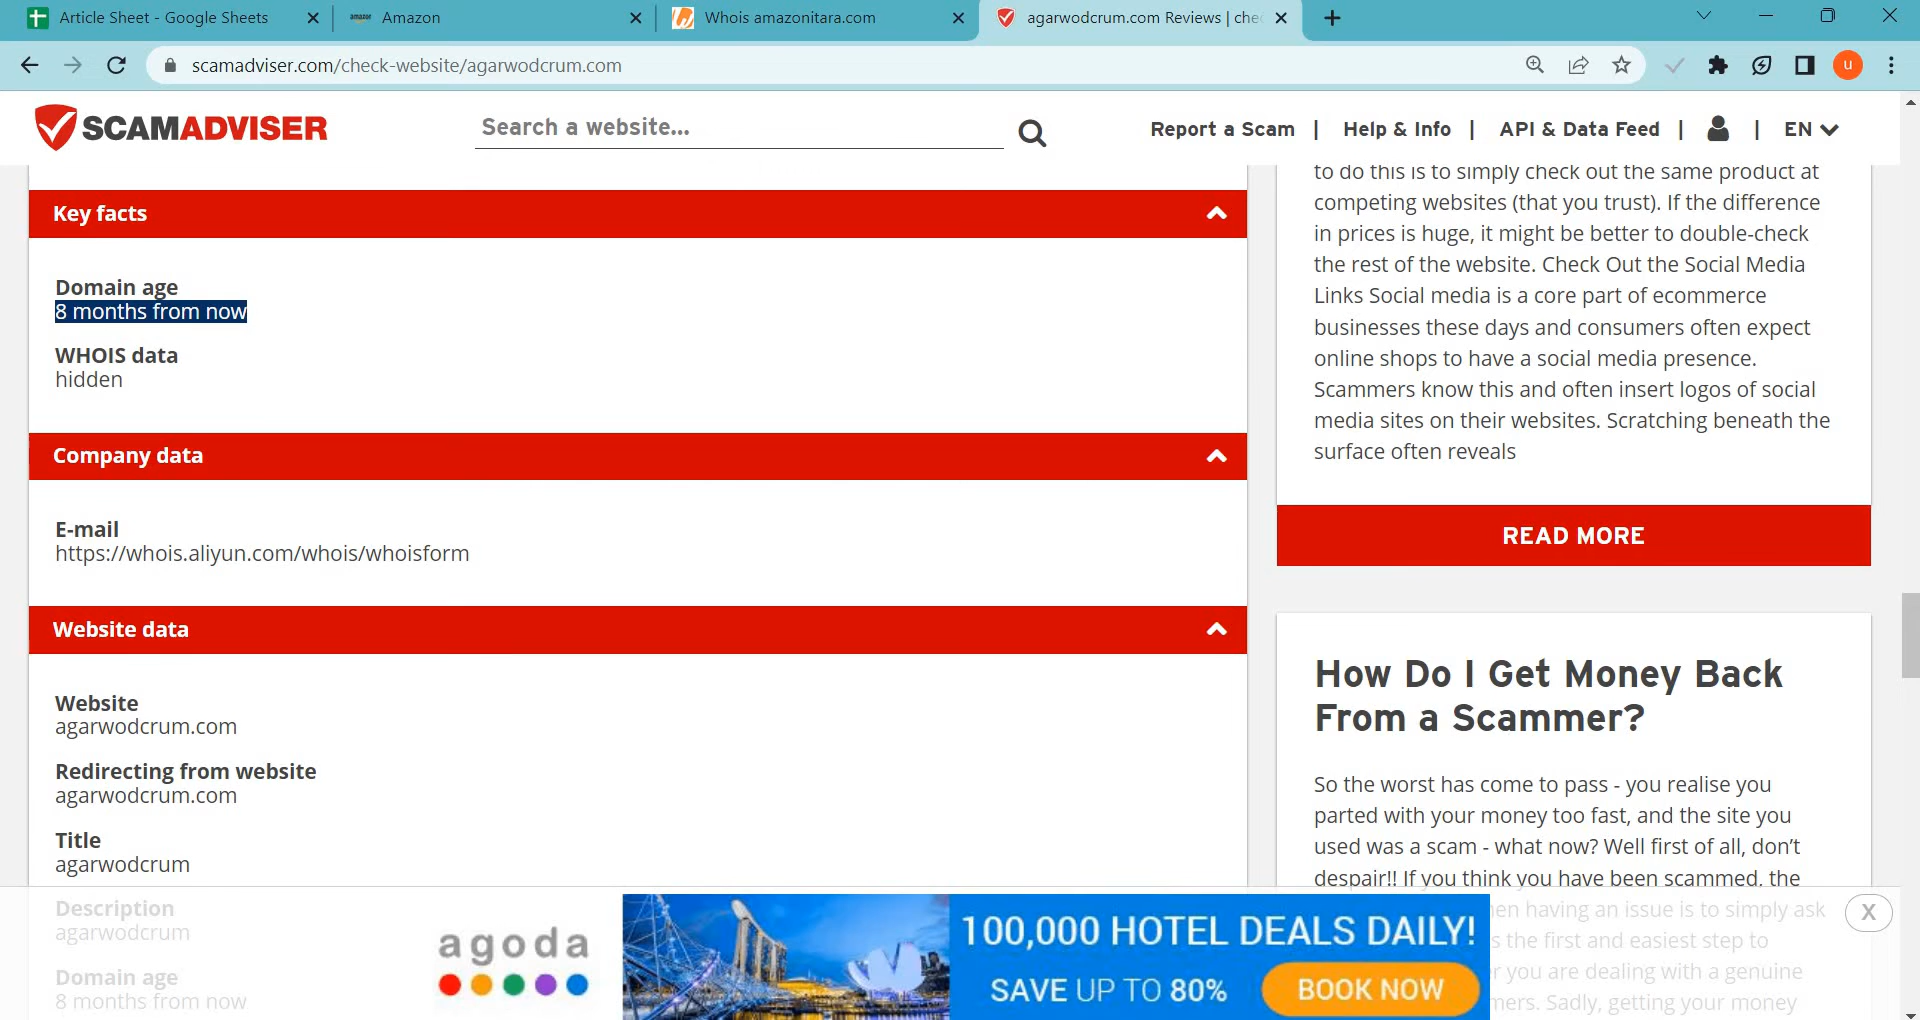 Article Sheet - Google Sheets
amazor Amazon
Whois amazonitara.com
agarwodcrum.com Reviews | che
scamadviser.com/check-website/agarwodcrum.com
u
SCAMADVISER
Search a website...
Report a Scam | Help & Info | API & Data Feed | | EN
Key facts
Domain age
8 months from now
WHOIS data
hidden
Company data
E-mail
https://whois.aliyun.com/whois/whoisform
Website data
Website
agarwodcrum.com
Redirecting from website
agarwodcrum.com
Title
agarwodcrum
Description
agarwodcrum
Domain age
8 months from now
to do this is to simply check out the same product at
competing websites (that you trust). If the difference
in prices is huge, it might be better to double-check
the rest of the website. Check Out the Social Media
Links Social media is a core part of ecommerce
businesses these days and consumers often expect
online shops to have a social media presence.
Scammers know this and often insert logos of social
media sites on their websites. Scratching beneath the
surface often reveals
READ MORE
How Do I Get Money Back
From a Scammer?
So the worst has come to pass - you realise you
parted with your money too fast, and the site you
used was a scam - what now? Well first of all, don’t
despair!! If you think you have been scammed, the
en having an issue is to simply ask
s the first and easiest step to
r you are dealing with a genuine
mers. Sadly, getting your money
agoda
100,000 HOTEL DEALS DAILY!
SAVE UP TO 80%
BOOK NOW
X